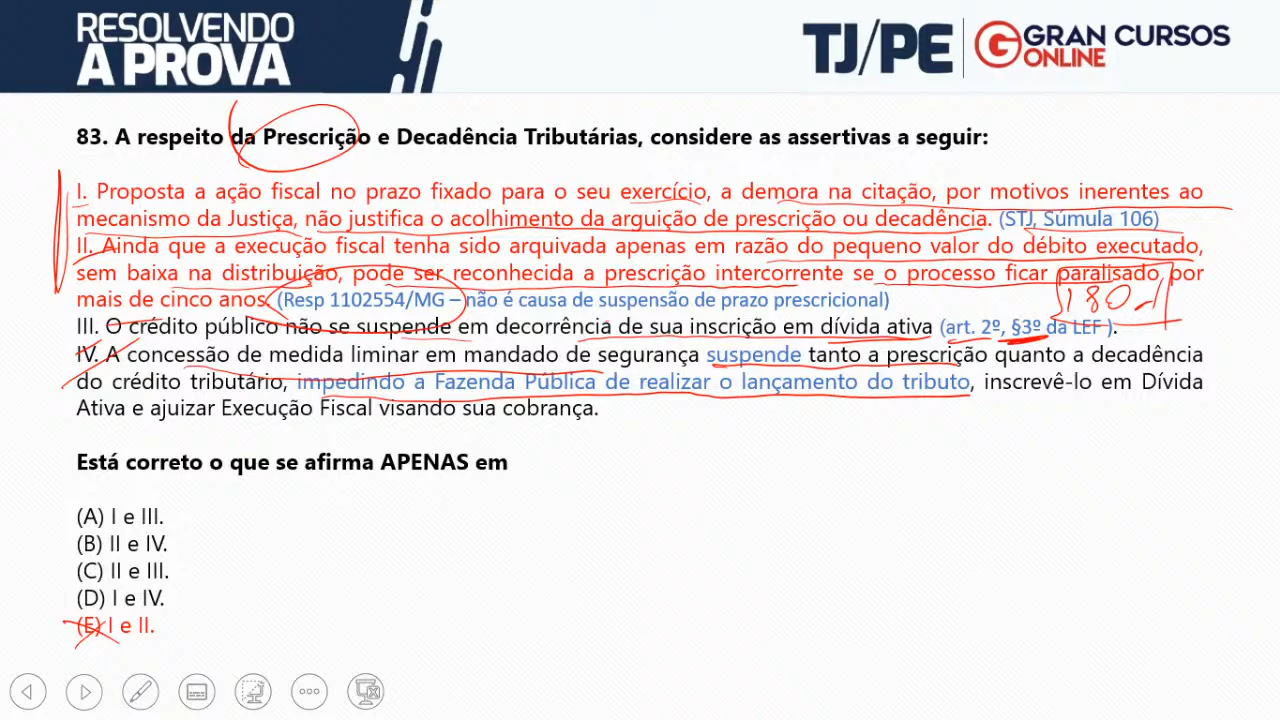 RESOLVENDO
A PROVA
TJ/PE
GRAN CURSOS
ONLINE
83. A respeito da Prescrição e Decadência Tributárias, considere as assertivas a seguir:
I. Proposta a ação fiscal no prazo fixado para o seu exercício, a demora na citação, por motivos inerentes ao
mecanismo da Justiça, não justifica o acolhimento da arguição de prescrição ou decadência. (STJ, Súmula 106)
II. Ainda que a execução fiscal tenha sido arquivada apenas em razão do pequeno valor do débito executado,
sem baixa na distribuição, pode ser reconhecida a prescrição intercorrente se o processo ficar paralisado por
mais de cinco anos. (Resp 1102554/MG – não é causa de suspensão de prazo prescricional)
180 d
III. O crédito público não se suspende em decorrência de sua inscrição em dívida ativa (art. 2º, §3º da LEF ).
IV. A concessão de medida liminar em mandado de segurança suspende tanto a prescrição quanto a decadência
do crédito tributário, impedindo a Fazenda Pública de realizar o lançamento do tributo, inscrevê-lo em Dívida
Ativa e ajuizar Execução Fiscal visando sua cobrança.
Está correto o que se afirma APENAS em
(A) I e III.
(B) II e IV.
(C) II e III.
(D) I e IV.
(E) I e II.